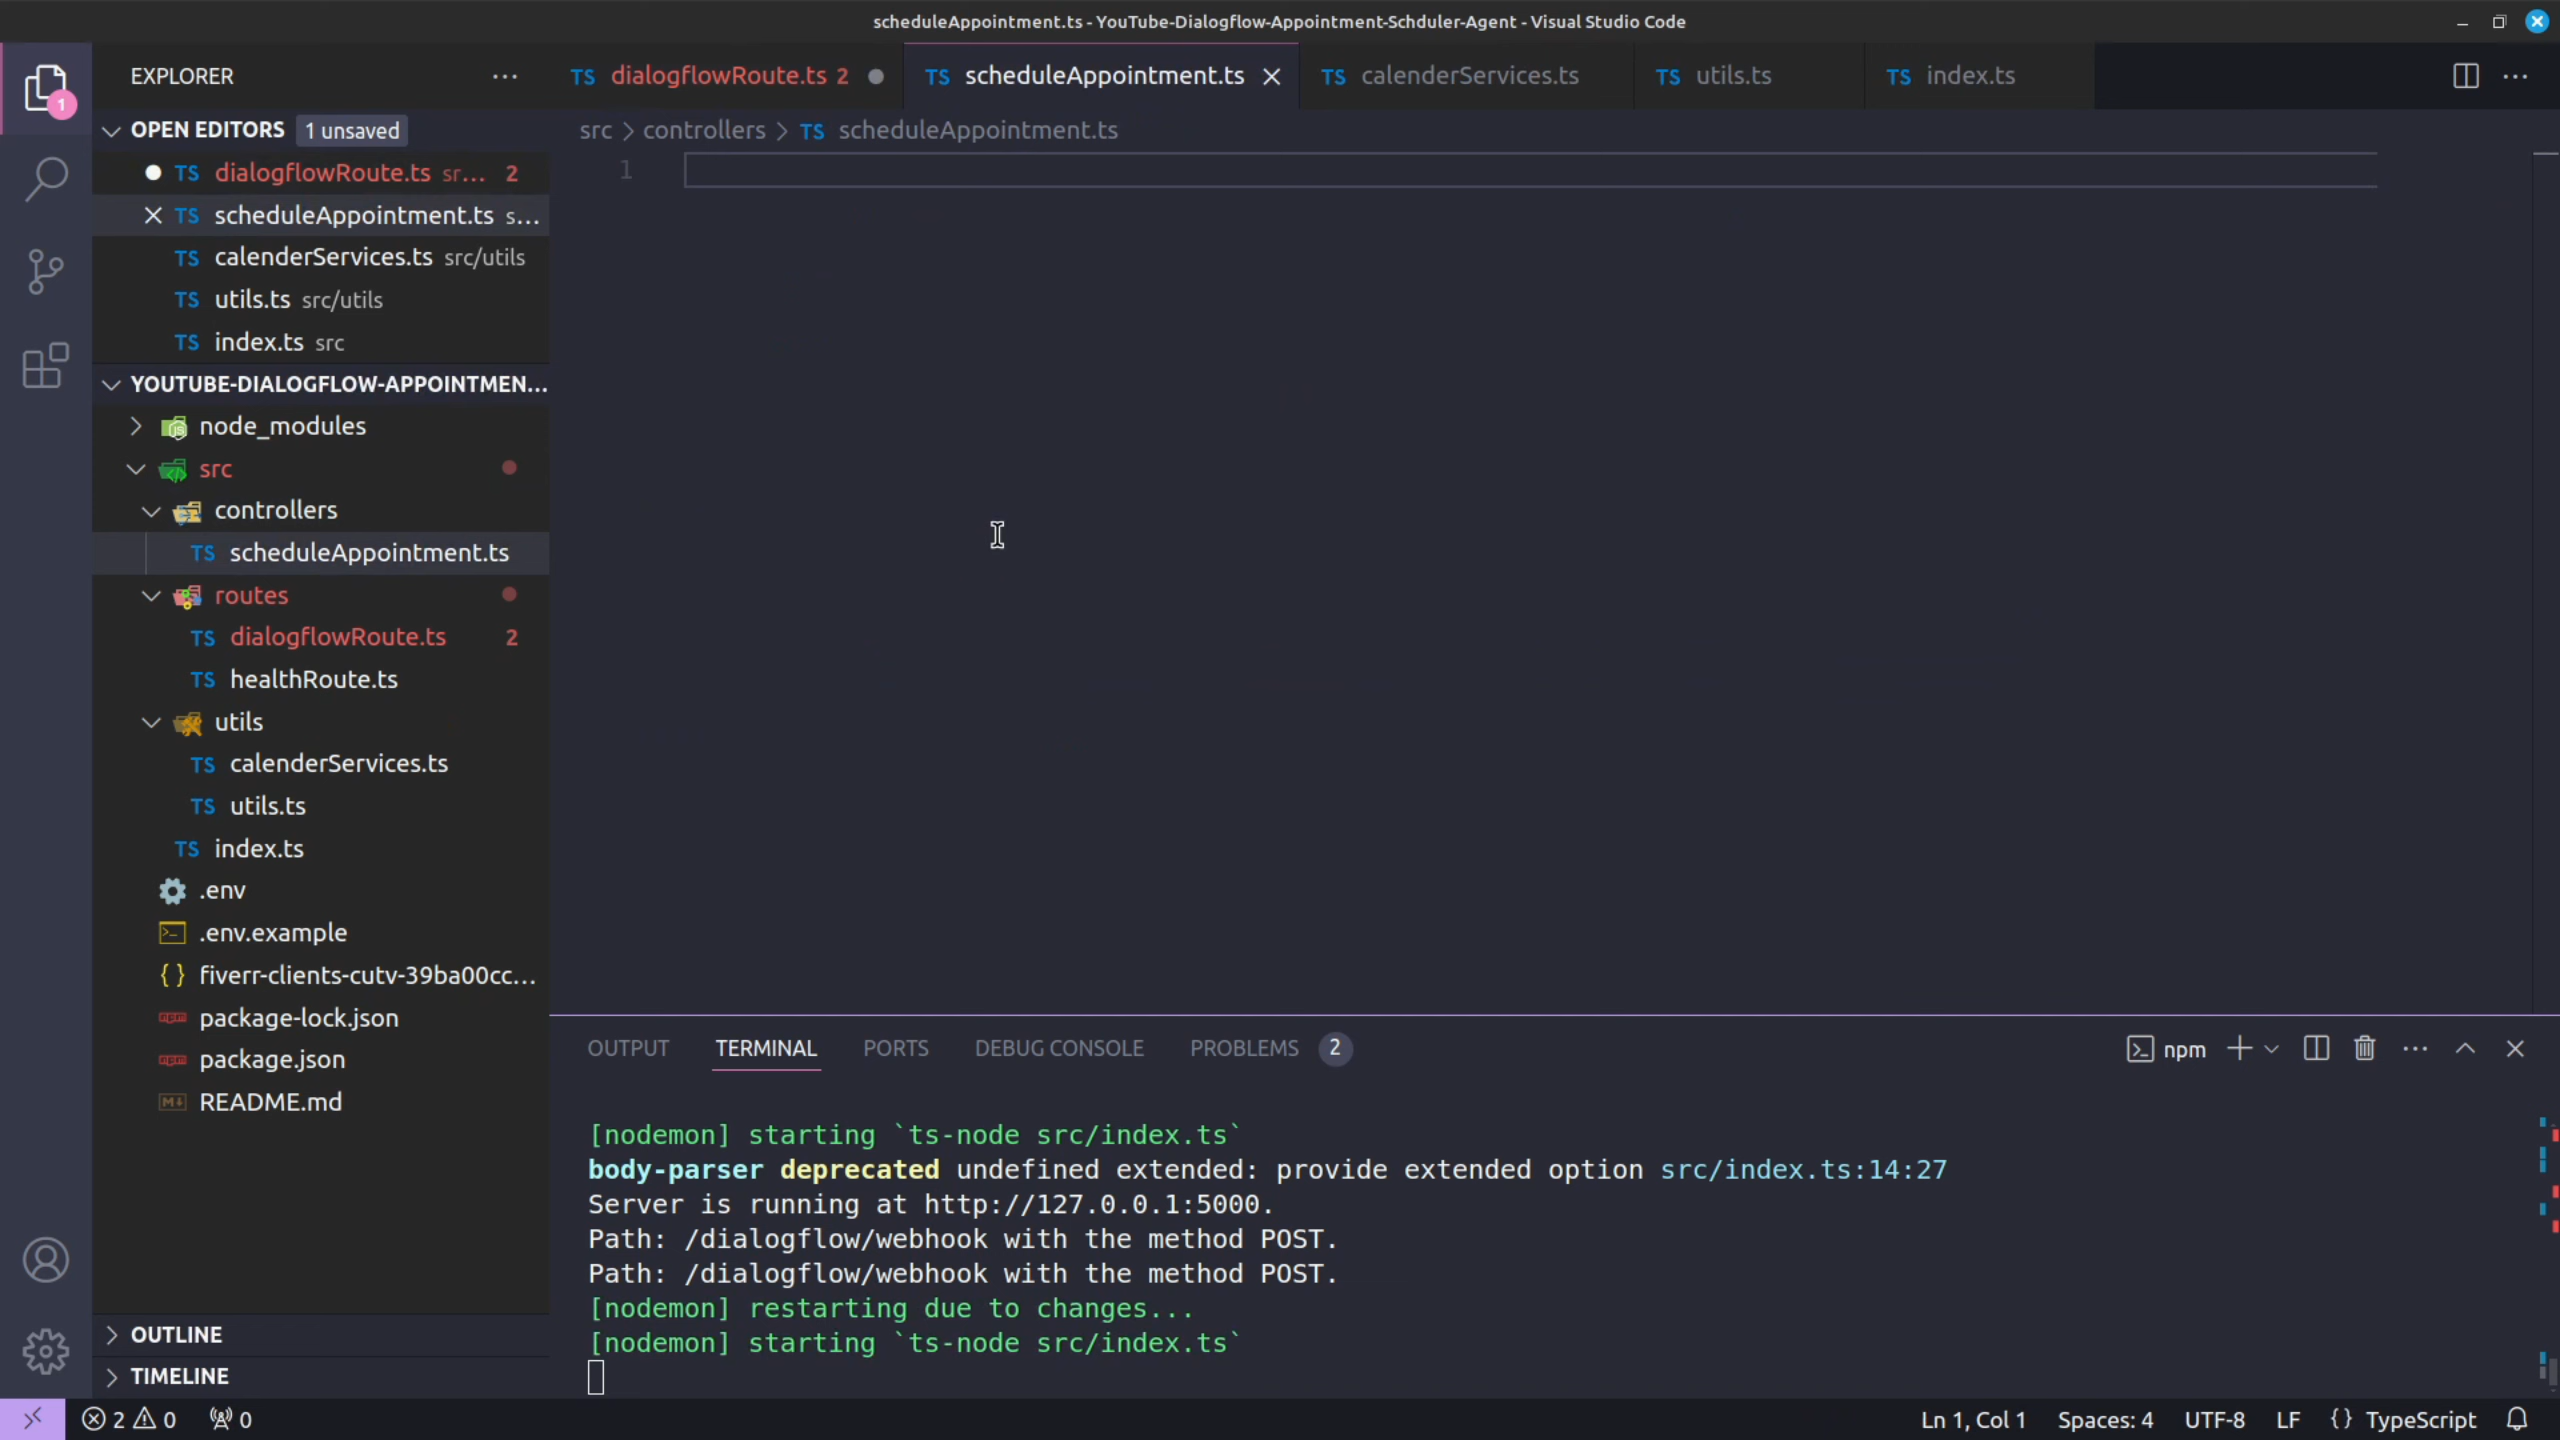 scheduleAppointment.ts - YouTube-Dialogflow-Appointment-Schduler-Agent - Visual Studio Code
EXPLORER
TS dialogflowRoute.ts 2
TS scheduleAppointment.ts
TS calenderServices.ts
TS utils.ts
TS index.ts
OPEN EDITORS 1 unsaved
src > controllers > TS scheduleAppointment.ts
1
TS dialogflowRoute.ts sr... 2
TS scheduleAppointment.ts s...
TS calenderServices.ts src/utils
TS utils.ts src/utils
TS index.ts src
YOUTUBE-DIALOGFLOW-APPOINTMEN...
node_modules
src
controllers
TS scheduleAppointment.ts
routes
TS dialogflowRoute.ts 2
TS healthRoute.ts
utils
TS calenderServices.ts
TS utils.ts
TS index.ts
.env
.env.example
{ } fiverr-clients-cutv-39ba00cc...
package-lock.json
package.json
README.md
OUTLINE
TIMELINE
1
OUTPUT TERMINAL PORTS DEBUG CONSOLE PROBLEMS 2
npm
[nodemon] starting `ts-node src/index.ts`
body-parser deprecated undefined extended: provide extended option src/index.ts:14:27
Server is running at http://127.0.0.1:5000.
Path: /dialogflow/webhook with the method POST.
Path: /dialogflow/webhook with the method POST.
[nodemon] restarting due to changes...
[nodemon] starting `ts-node src/index.ts`
2 0 0
Ln 1, Col 1 Spaces: 4 UTF-8 LF { } TypeScript